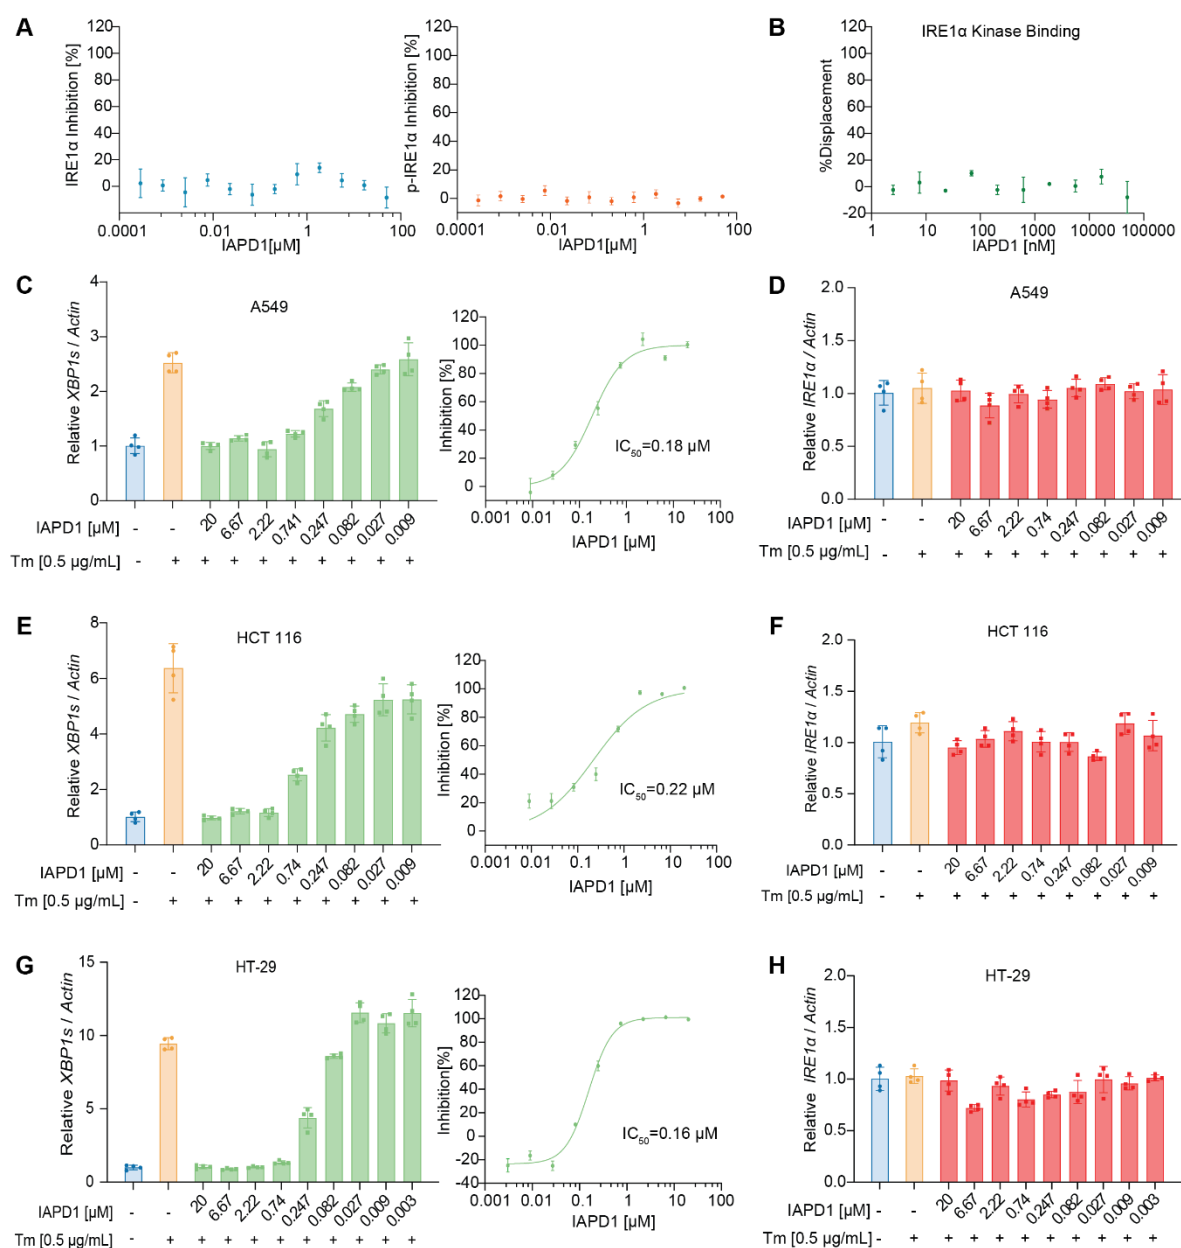 A
120
100
80
60
40
20
0
IRE1α Inhibition [%]
0.0001
0.01
1
100
IAPD1[µM]
120
100
80
60
40
20
0
p-IRE1α Inhibition [%]
0.0001
0.01
1
100
IAPD1[µM]
B
IRE1α Kinase Binding
120
100
80
60
40
20
0
-20
%Displacement
1
10
100
1000
10000
100000
IAPD1 [nM]
C
A549
4
3
2
1
0
Relative XBP1s / Actin
IAPD1 [µM] - - 20 6.67 2.22 0.741 0.247 0.082 0.027 0.009
Tm [0.5 µg/mL] - + + + + + + + + +
120
100
80
60
40
20
0
Inhibition [%]
IC50=0.18 µM
0.001 0.01 0.1 1 10 100
IAPD1 [µM]
D
A549
2.0
1.5
1.0
0.5
0.0
Relative IRE1α / Actin
IAPD1 [µM] - - 20 6.67 2.22 0.74 0.247 0.082 0.027 0.009
Tm [0.5 µg/mL] - + + + + + + + + +
E
HCT 116
8
6
4
2
0
Relative XBP1s / Actin
IAPD1 [µM] - - 20 6.67 2.22 0.74 0.247 0.082 0.027 0.009
Tm [0.5 µg/mL] - + + + + + + + + +
120
100
80
60
40
20
0
Inhibition [%]
IC50=0.22 µM
0.001 0.01 0.1 1 10 100
IAPD1 [µM]
F
HCT 116
2.0
1.5
1.0
0.5
0.0
Relative IRE1α / Actin
IAPD1 [µM] - - 20 6.67 2.22 0.74 0.247 0.082 0.027 0.009
Tm [0.5 µg/mL] - + + + + + + + + +
G
HT-29
15
10
5
0
Relative XBP1s / Actin
IAPD1 [µM] - - 20 6.67 2.22 0.74 0.247 0.082 0.027 0.009 0.003
Tm [0.5 µg/mL] - + + + + + + + + + +
120
100
80
60
40
20
0
-20
-40
Inhibition[%]
IC50=0.16 µM
0.001 0.01 0.1 1 10 100
IAPD1 [µM]
H
HT-29
2.0
1.5
1.0
0.5
0.0
Relative IRE1α / Actin
IAPD1 [µM] - - 20 6.67 2.22 0.74 0.247 0.082 0.027 0.009 0.003
Tm [0.5 µg/mL] - + + + + + + + + + +